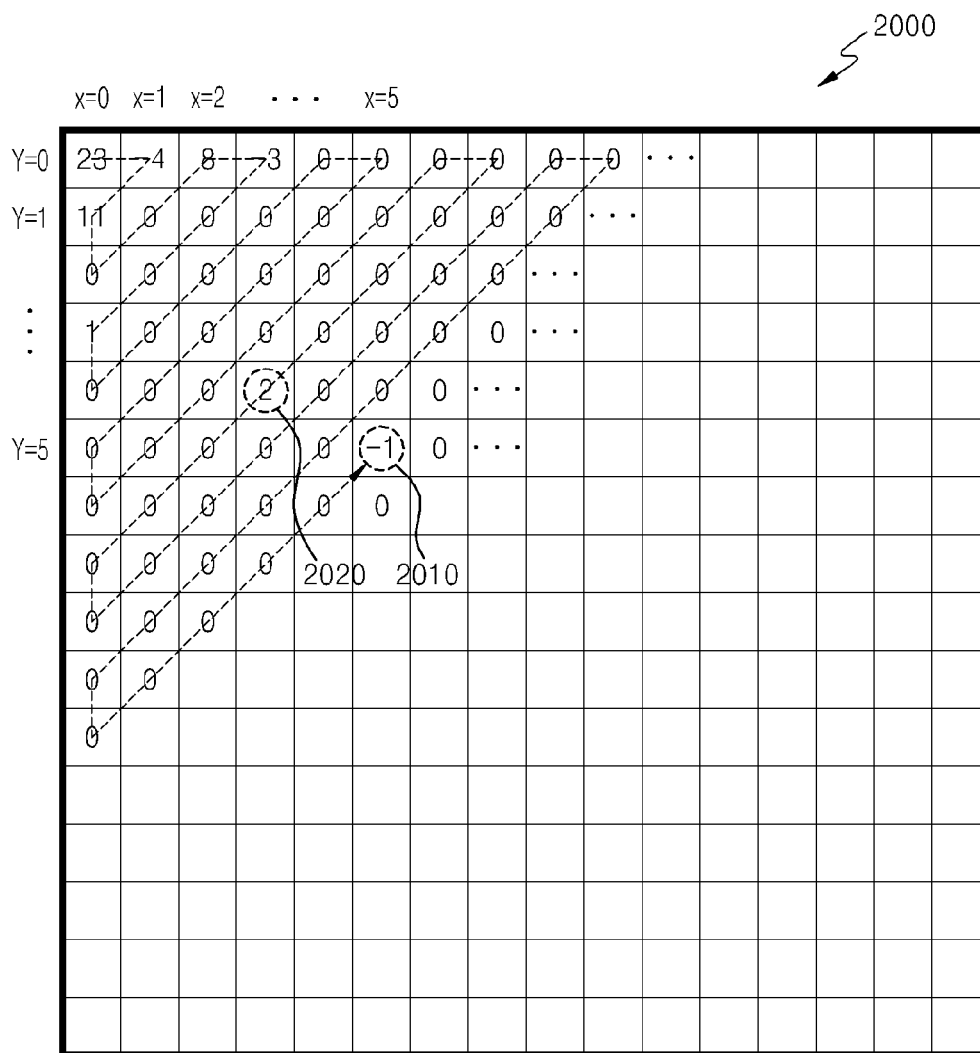 2000
x=0 x=1 x=2 ··· x=5
Y=0 23 -4 8 -3 0 0 0 0 0 0 ···
Y=1 11 0 0 0 0 0 0 0 0 ···
0 0 0 0 0 0 0 0 ···
⋮ 1 0 0 0 0 0 0 0 ···
0 0 0 2 0 0 0 ···
Y=5 0 0 0 0 0 -1 0 ···
0 0 0 0 0 0
0 0 0 0 2020 2010
0 0 0
0 0
0